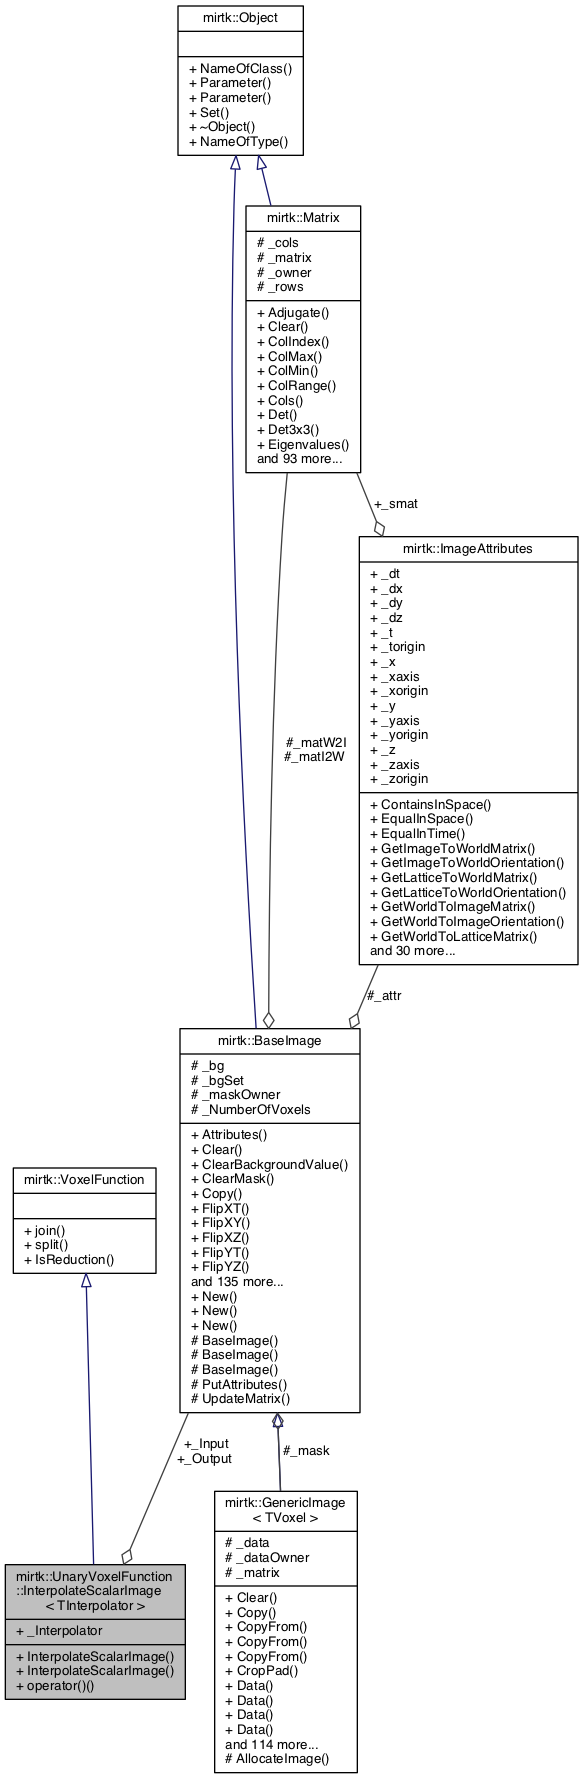 mirtk::Object
+ NameOfClass()
+ Parameter()
+ Parameter()
+ Set()
+ ~Object()
+ NameOfType()
mirtk::Matrix
# _cols
# _matrix
# _owner
# _rows
+ Adjugate()
+ Clear()
+ ColIndex()
+ ColMax()
+ ColMin()
+ ColRange()
+ Cols()
+ Det()
+ Det3x3()
+ Eigenvalues()
and 93 more...
+_smat
mirtk::ImageAttributes
+ _dt
+ _dx
+ _dy
+ _dz
+ _t
+ _torigin
+ _x
+ _xaxis
+ _xorigin
+ _y
+ _yaxis
+ _yorigin
+ _z
+ _zaxis
+ _zorigin
+ ContainsInSpace()
+ EqualInSpace()
+ EqualInTime()
+ GetImageToWorldMatrix()
+ GetImageToWorldOrientation()
+ GetLatticeToWorldMatrix()
+ GetLatticeToWorldOrientation()
+ GetWorldToImageMatrix()
+ GetWorldToImageOrientation()
+ GetWorldToLatticeMatrix()
and 30 more...
#_matW2I
#_matI2W
#_attr
mirtk::BaseImage
# _bg
# _bgSet
# _maskOwner
# _NumberOfVoxels
+ Attributes()
+ Clear()
+ ClearBackgroundValue()
+ ClearMask()
+ Copy()
+ FlipXT()
+ FlipXY()
+ FlipXZ()
+ FlipYT()
+ FlipYZ()
and 135 more...
+ New()
+ New()
+ New()
# BaseImage()
# BaseImage()
# BaseImage()
# PutAttributes()
# UpdateMatrix()
mirtk::VoxelFunction
+ join()
+ split()
+ IsReduction()
+_Input
+_Output
#_mask
mirtk::GenericImage
< TVoxel >
# _data
# _dataOwner
# _matrix
+ Clear()
+ Copy()
+ CopyFrom()
+ CopyFrom()
+ CopyFrom()
+ CropPad()
+ Data()
+ Data()
+ Data()
+ Data()
and 114 more...
# AllocateImage()
mirtk::UnaryVoxelFunction
::InterpolateScalarImage
< TInterpolator >
+ _Interpolator
+ InterpolateScalarImage()
+ InterpolateScalarImage()
+ operator()()